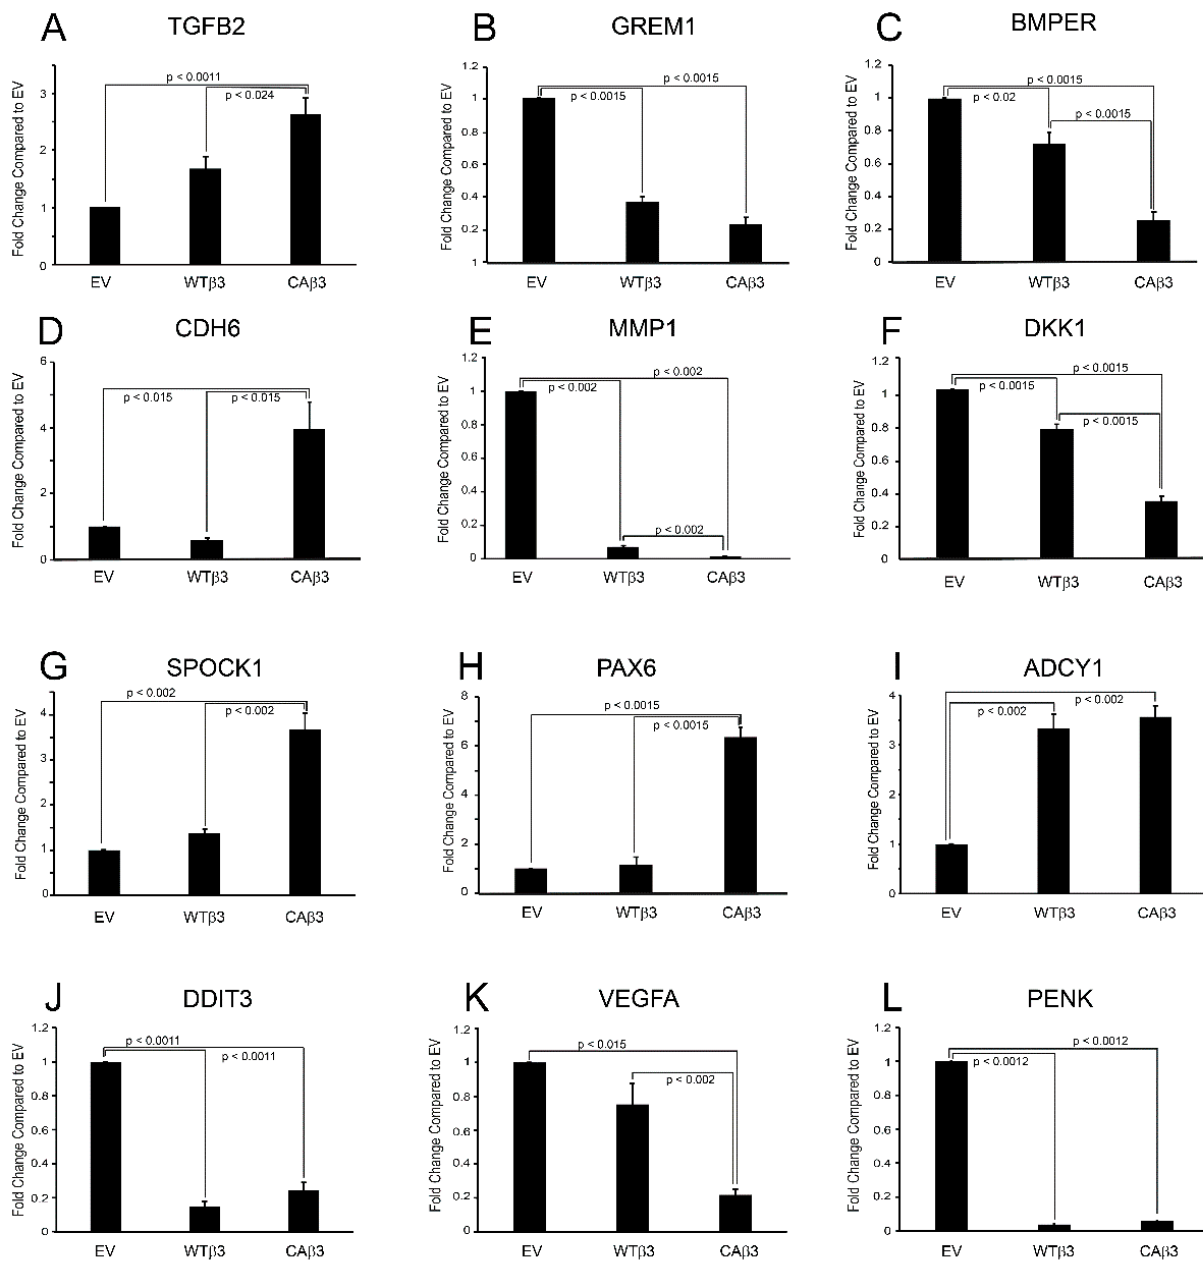 A TGFB2
Fold Change Compared to EV
3
2
1
0
p < 0.0011
p < 0.024
EV WTβ3 CAβ3
B GREM1
Fold Change Compared to EV
1.2
1
0.8
0.6
0.4
0.2
1
p < 0.0015
p < 0.0015
EV WTβ3 CAβ3
C BMPER
Fold Change Compared to EV
1.2
1
0.8
0.6
0.4
0.2
0
p < 0.0015
p < 0.02
p < 0.0015
EV WTβ3 CAβ3
D CDH6
Fold Change Compared to EV
6
4
2
0
p < 0.015
p < 0.015
EV WTβ3 CAβ3
E MMP1
Fold Change Compared to EV
1.2
1
0.8
0.6
0.4
0.2
0
p < 0.002
p < 0.002
p < 0.002
EV WTβ3 CAβ3
F DKK1
Fold Change Compared to EV
1.2
1
0.8
0.6
0.4
0.2
0
p < 0.0015
p < 0.0015
p < 0.0015
EV WTβ3 CAβ3
G SPOCK1
Fold Change Compared to EV
4
3
2
1
0
p < 0.002
p < 0.002
EV WTβ3 CAβ3
H PAX6
Fold Change Compared to EV
8
6
4
2
0
p < 0.0015
p < 0.0015
EV WTβ3 CAβ3
I ADCY1
Fold Change Compared to EV
4
3
2
1
0
p < 0.002
p < 0.002
EV WTβ3 CAβ3
J DDIT3
Fold Change Compared to EV
1.2
1
0.8
0.6
0.4
0.2
0
p < 0.0011
p < 0.0011
EV WTβ3 CAβ3
K VEGFA
Fold Change Compared to EV
1.2
1
0.8
0.6
0.4
0.2
0
p < 0.015
p < 0.002
EV WTβ3 CAβ3
L PENK
Fold Change Compared to EV
1.2
1
0.8
0.6
0.4
0.2
0
p < 0.0012
p < 0.0012
EV WTβ3 CAβ3